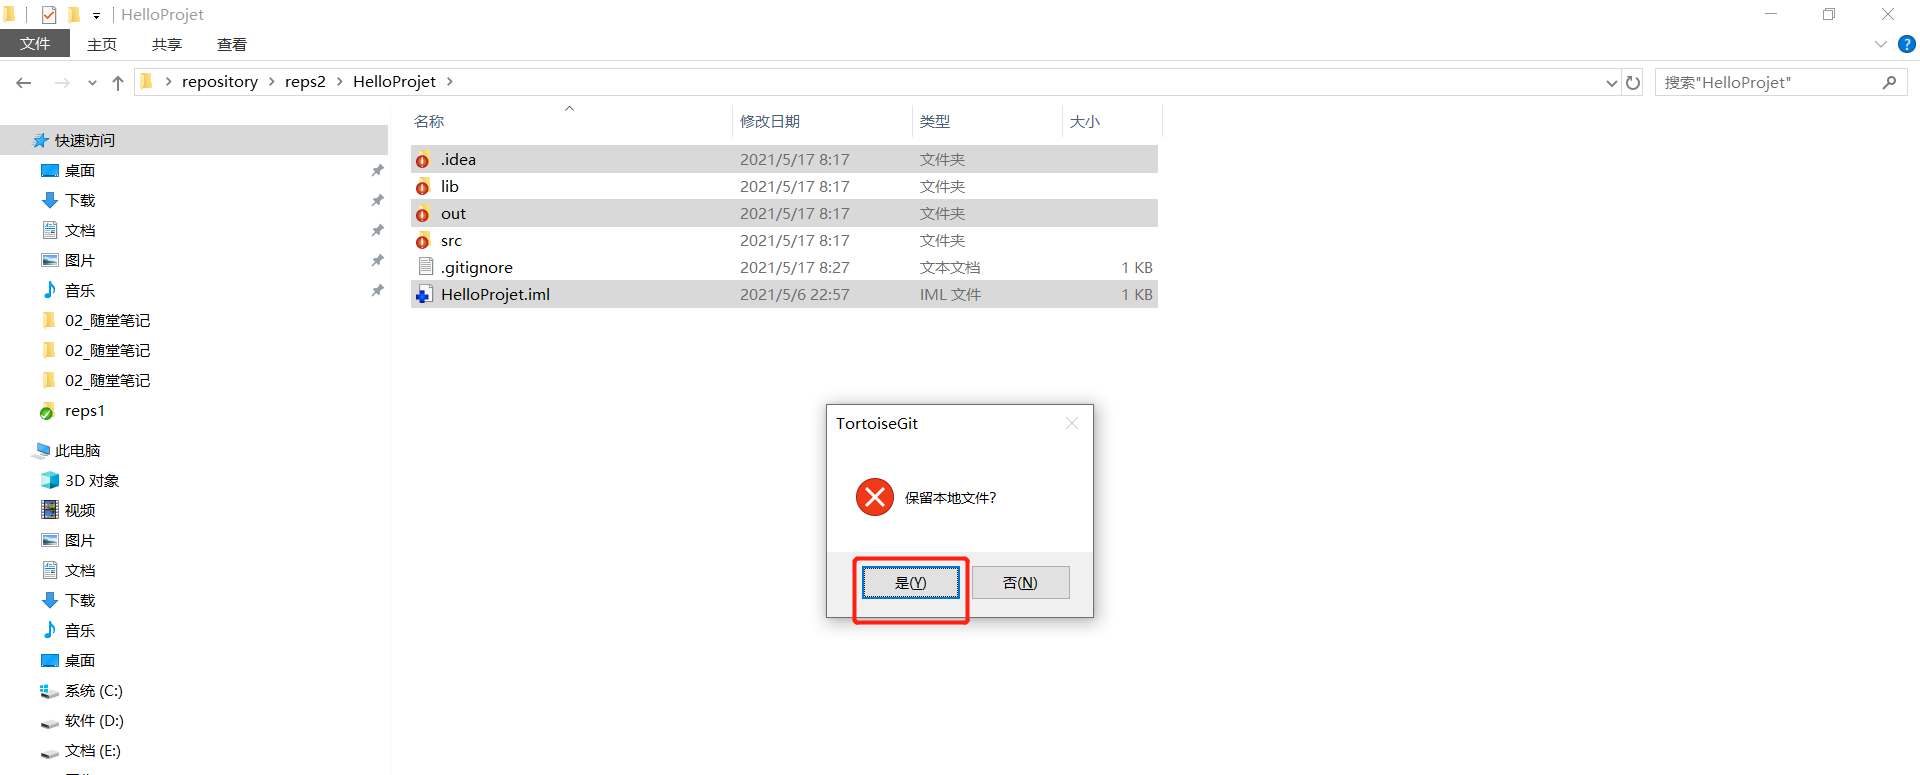 HelloProjet
文件 主页 共享 查看
repository reps2 HelloProjet
搜索"HelloProjet"
名称 修改日期 类型 大小
.idea 2021/5/17 8:17 文件夹
lib 2021/5/17 8:17 文件夹
out 2021/5/17 8:17 文件夹
src 2021/5/17 8:17 文件夹
.gitignore 2021/5/17 8:27 文本文档 1 KB
HelloProjet.iml 2021/5/6 22:57 IML 文件 1 KB
快速访问
桌面
下载
文档
图片
音乐
02_随堂笔记
02_随堂笔记
02_随堂笔记
reps1
此电脑
3D 对象
视频
图片
文档
下载
音乐
桌面
系统 (C:)
软件 (D:)
文档 (E:)
TortoiseGit
保留本地文件?
是(Y) 否(N)